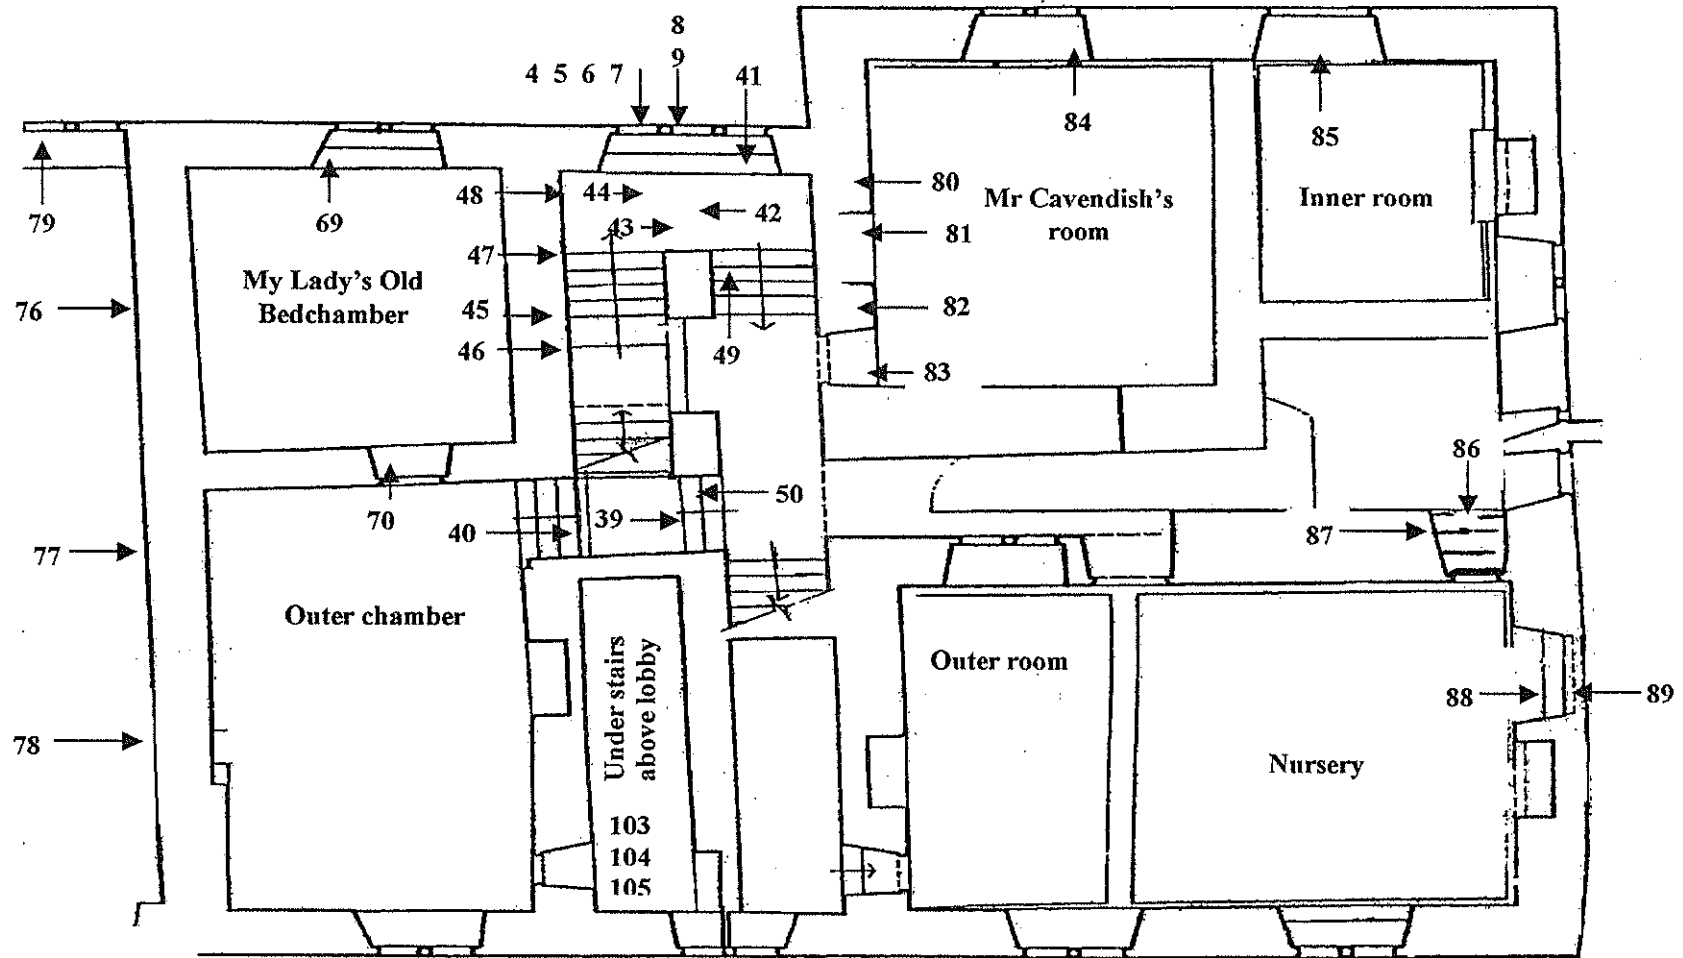 8
4 5 6 7 9 41
84
85
48 44 80
79 69 43 42 81
Mr Cavendish's
room
Inner room
47
My Lady's Old
Bedchamber
76 45 82
46 49 83
86
70 40 39 50 87
77
Outer chamber
Under stairs
above lobby
Outer room
88 89
78
Nursery
103
104
105